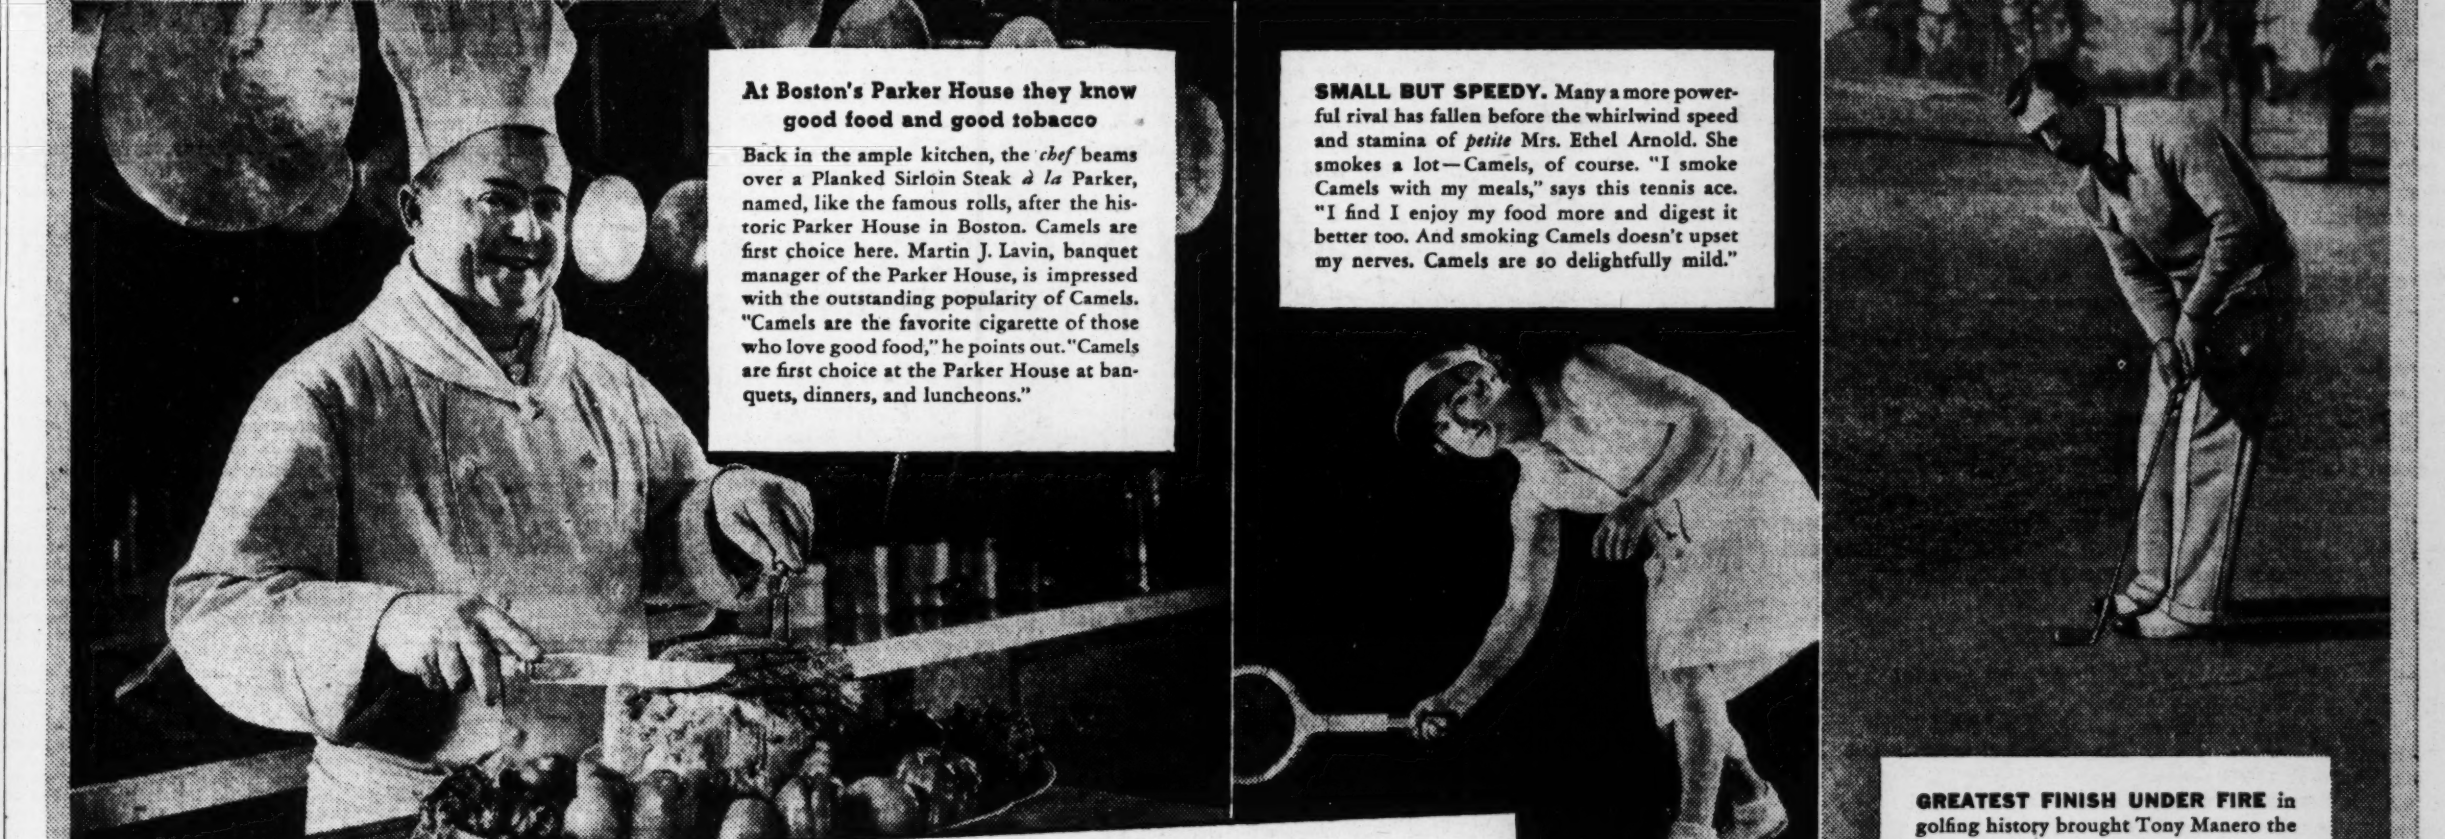 At Boston's Parker House they know
good food and good tobacco
Back in the ample kitchen, the chef beams
over a Planked Sirloin Steak à la Parker,
named, like the famous rolls, after the his-
toric Parker House in Boston. Camels are
first choice here. Martin J. Lavin, banquet
manager of the Parker House, is impressed
with the outstanding popularity of Camels.
"Camels are the favorite cigarette of those
who love good food," he points out. "Camels
are first choice at the Parker House at ban-
quets, dinners, and luncheons."
SMALL BUT SPEEDY. Many a more power-
ful rival has fallen before the whirlwind speed
and stamina of petite Mrs. Ethel Arnold. She
smokes a lot—Camels, of course. "I smoke
Camels with my meals," says this tennis ace.
"I find I enjoy my food more and digest it
better too. And smoking Camels doesn't upset
my nerves. Camels are so delightfully mild."
GREATEST FINISH UNDER FIRE in
golfing history brought Tony Manero the